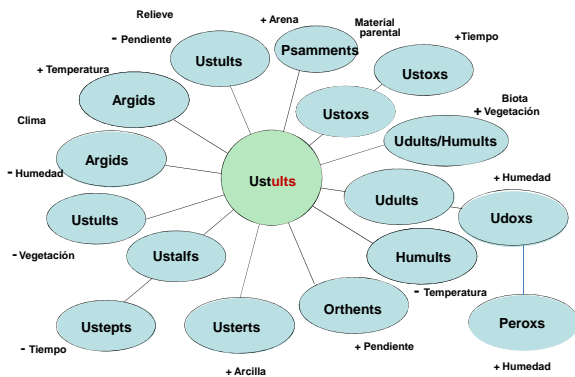 Relieve
- Pendiente
+ Arena
Material
parental
Ustults
Psamments
+Tiempo
Ustoxs
+ Temperatura
Argids
Ustoxs
Biota
+ Vegetación
Clima
Udults/Humults
Argids
Ustults
- Humedad
+ Humedad
Udults
Ustults
Udoxs
- Vegetación
Ustalfs
Humults
- Temperatura
Ustepts
Usterts
Orthents
Peroxs
- Tiempo
+ Pendiente
+ Arcilla
+ Humedad